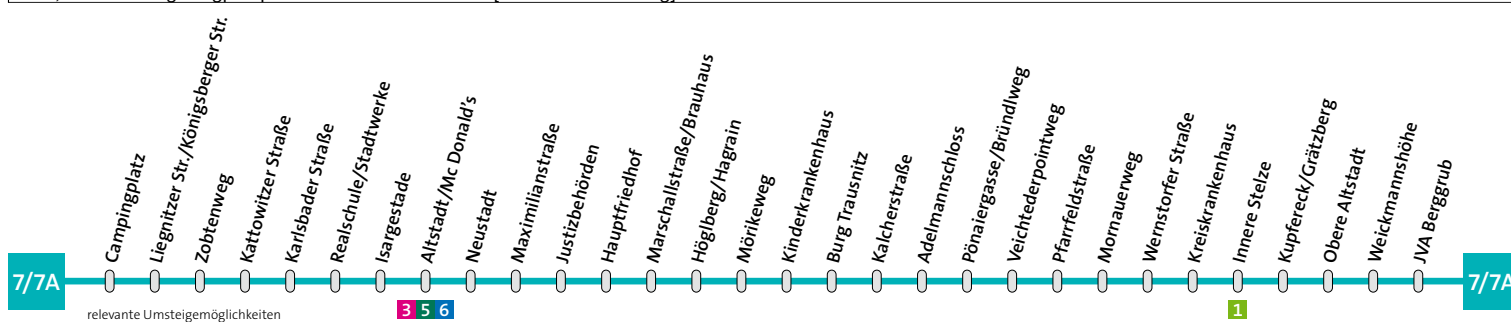 Campingplatz
Liegnitzer Str./Königsberger Str.
Zobtenweg
Kattowitzer Straße
Karlsbader Straße
Realschule/Stadtwerke
Isargestade
Altstadt/Mc Donald's
Neustadt
Maximilianstraße
Justizbehörden
Hauptfriedhof
Marschallstraße/Brauhaus
Höglberg/Hagrain
Mörikeweg
Kinderkrankenhaus
Burg Trausnitz
Kalcherstraße
Adelmannschloss
Pönaiergasse/Bründlweg
Veichtederpointweg
Pfarrfeldstraße
Mornauerweg
Wernstorfer Straße
Kreiskrankenhaus
Innere Stelze
Kupfereck/Grätzberg
Obere Altstadt
Weickmannshöhe
JVA Berggrub
7/7A
7/7A
relevante Umsteigemöglichkeiten
3 5 6
1